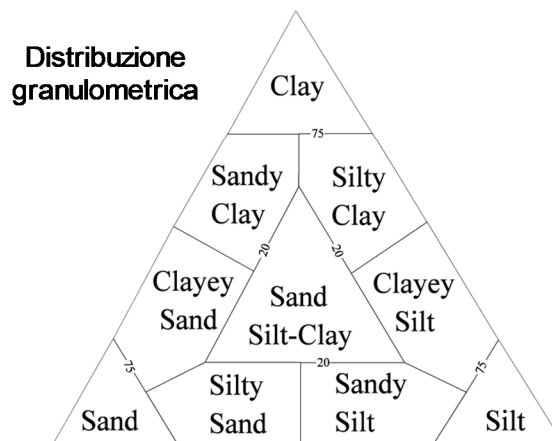 Distribuzione
granulometrica
Clay
75
Sandy
Clay
Silty
Clay
20
20
Clayey
Sand
Sand
Silt-Clay
Clayey
Silt
75
20
75
Silty
Sand
Sandy
Silt
Sand
Silt